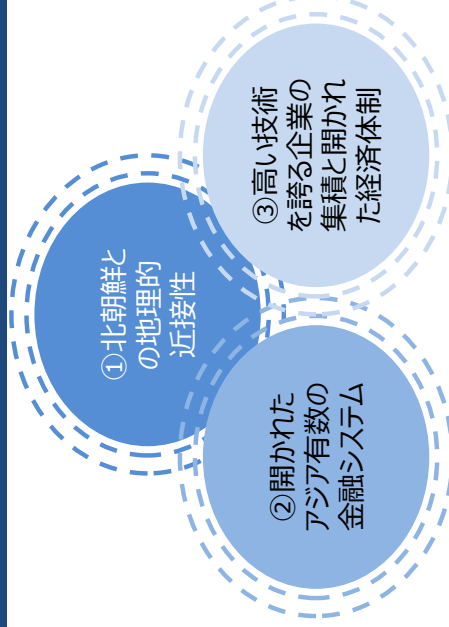 ①北朝鮮と
の地理的
近接性
②開かれた
アジア有数の
金融システム
③高い技術
を誇る企業の
集積と開かれ
た経済体制